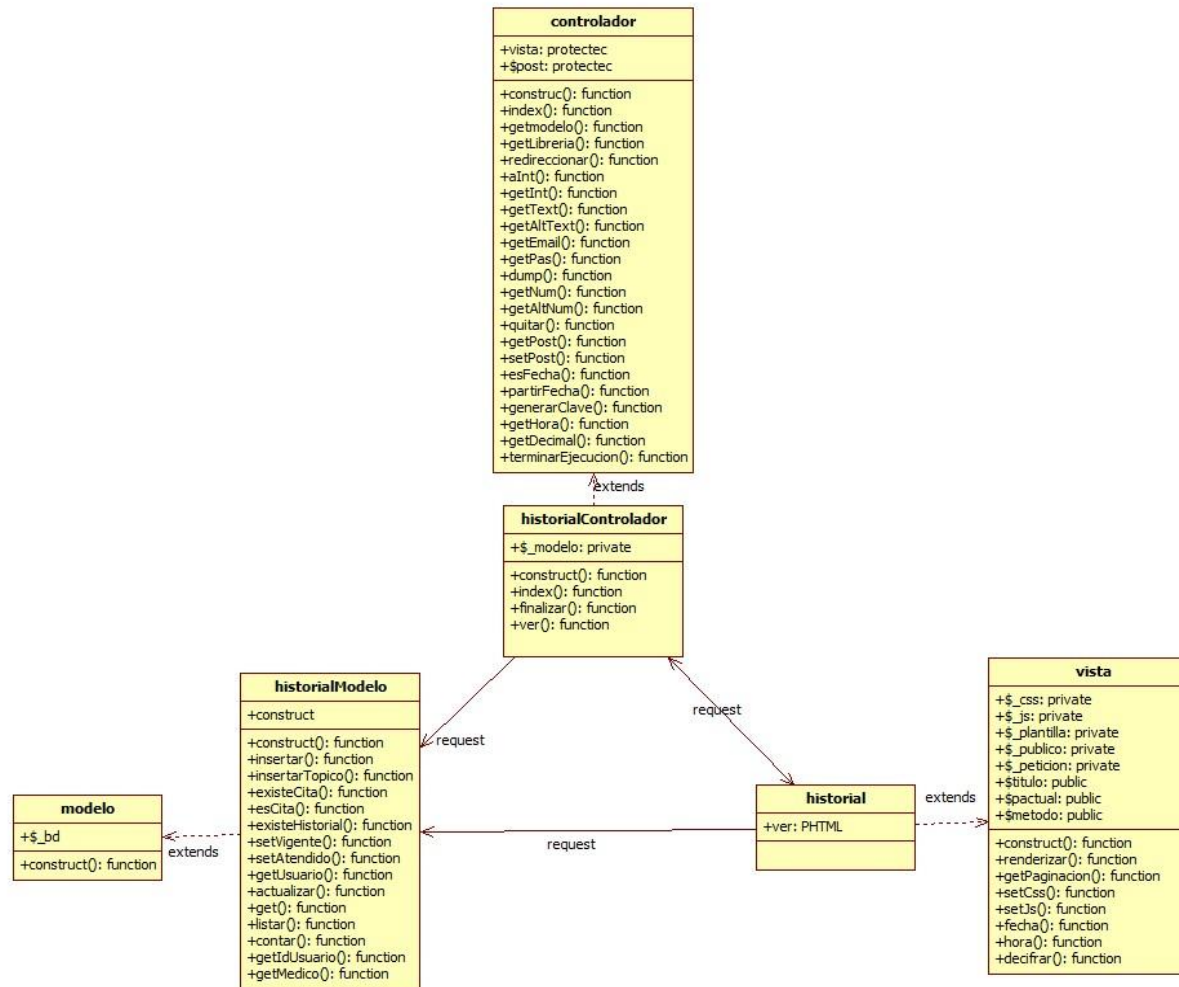 controlador
+vista: protectec
+$post: protectec
+construc(): function
+index(): function
+getmodelo(): function
+getLibreria(): function
+redireccionar(): function
+aInt(): function
+getInt(): function
+getText(): function
+getAltText(): function
+getEmail(): function
+getPas(): function
+dump(): function
+getNum(): function
+getAltNum(): function
+quitar(): function
+getPost(): function
+setPost(): function
+esFecha(): function
+partirFecha(): function
+generarClave(): function
+getHora(): function
+getDecimal(): function
+terminarEjecucion(): function
extends
historialControlador
+$_modelo: private
+construct(): function
+index(): function
+finalizar(): function
+ver(): function
request
request
historialModelo
+construct
+construct(): function
+insertar(): function
+insertarTopico(): function
+existeCita(): function
+esCita(): function
+existeHistorial(): function
+setVigente(): function
+setAtendido(): function
+getUsuario(): function
+actualizar(): function
+get(): function
+listar(): function
+contar(): function
+getIdUsuario(): function
+getMedico(): function
modelo
+$_bd
+construct(): function
extends
request
historial
+ver: PHTML
extends
vista
+$_css: private
+$_js: private
+$_plantilla: private
+$_publico: private
+$_peticion: private
+$titulo: public
+$pactual: public
+$metodo: public
+construct(): function
+renderizar(): function
+getPaginacion(): function
+setCss(): function
+setJs(): function
+fecha(): function
+hora(): function
+decifrar(): function